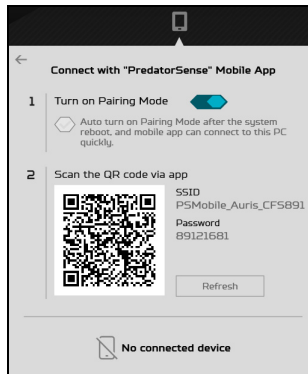 Connect with "PredatorSense" Mobile App
1 Turn on Pairing Mode
Auto turn on Pairing Mode after the system
reboot, and mobile app can connect to this PC
quickly.
2 Scan the QR code via app
SSID
PSMobile_Auris_CFS891
Password
89121681
Refresh
No connected device